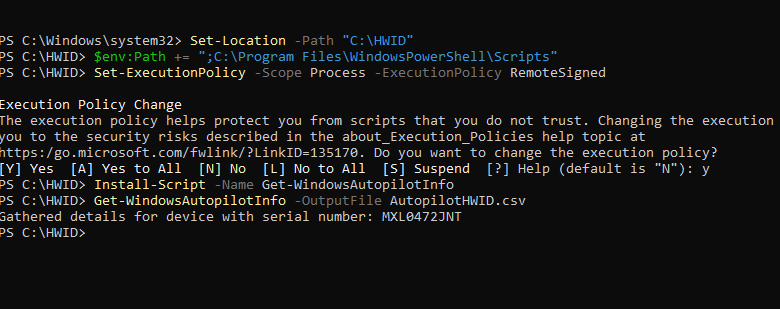 PS C:\Windows\system32> Set-Location -Path "C:\HWID"
PS C:\HWID> $env:Path += ";C:\Program Files\WindowsPowerShell\Scripts"
PS C:\HWID> Set-ExecutionPolicy -Scope Process -ExecutionPolicy RemoteSigned
Execution Policy Change
The execution policy helps protect you from scripts that you do not trust. Changing the execution
you to the security risks described in the about_Execution_Policies help topic at
https:/go.microsoft.com/fwlink/?LinkID=135170. Do you want to change the execution policy?
[Y] Yes  [A] Yes to All  [N] No  [L] No to All  [S] Suspend  [?] Help (default is "N"): y
PS C:\HWID> Install-Script -Name Get-WindowsAutopilotInfo
PS C:\HWID> Get-WindowsAutopilotInfo -OutputFile AutopilotHWID.csv
Gathered details for device with serial number: MXL0472JNT
PS C:\HWID>